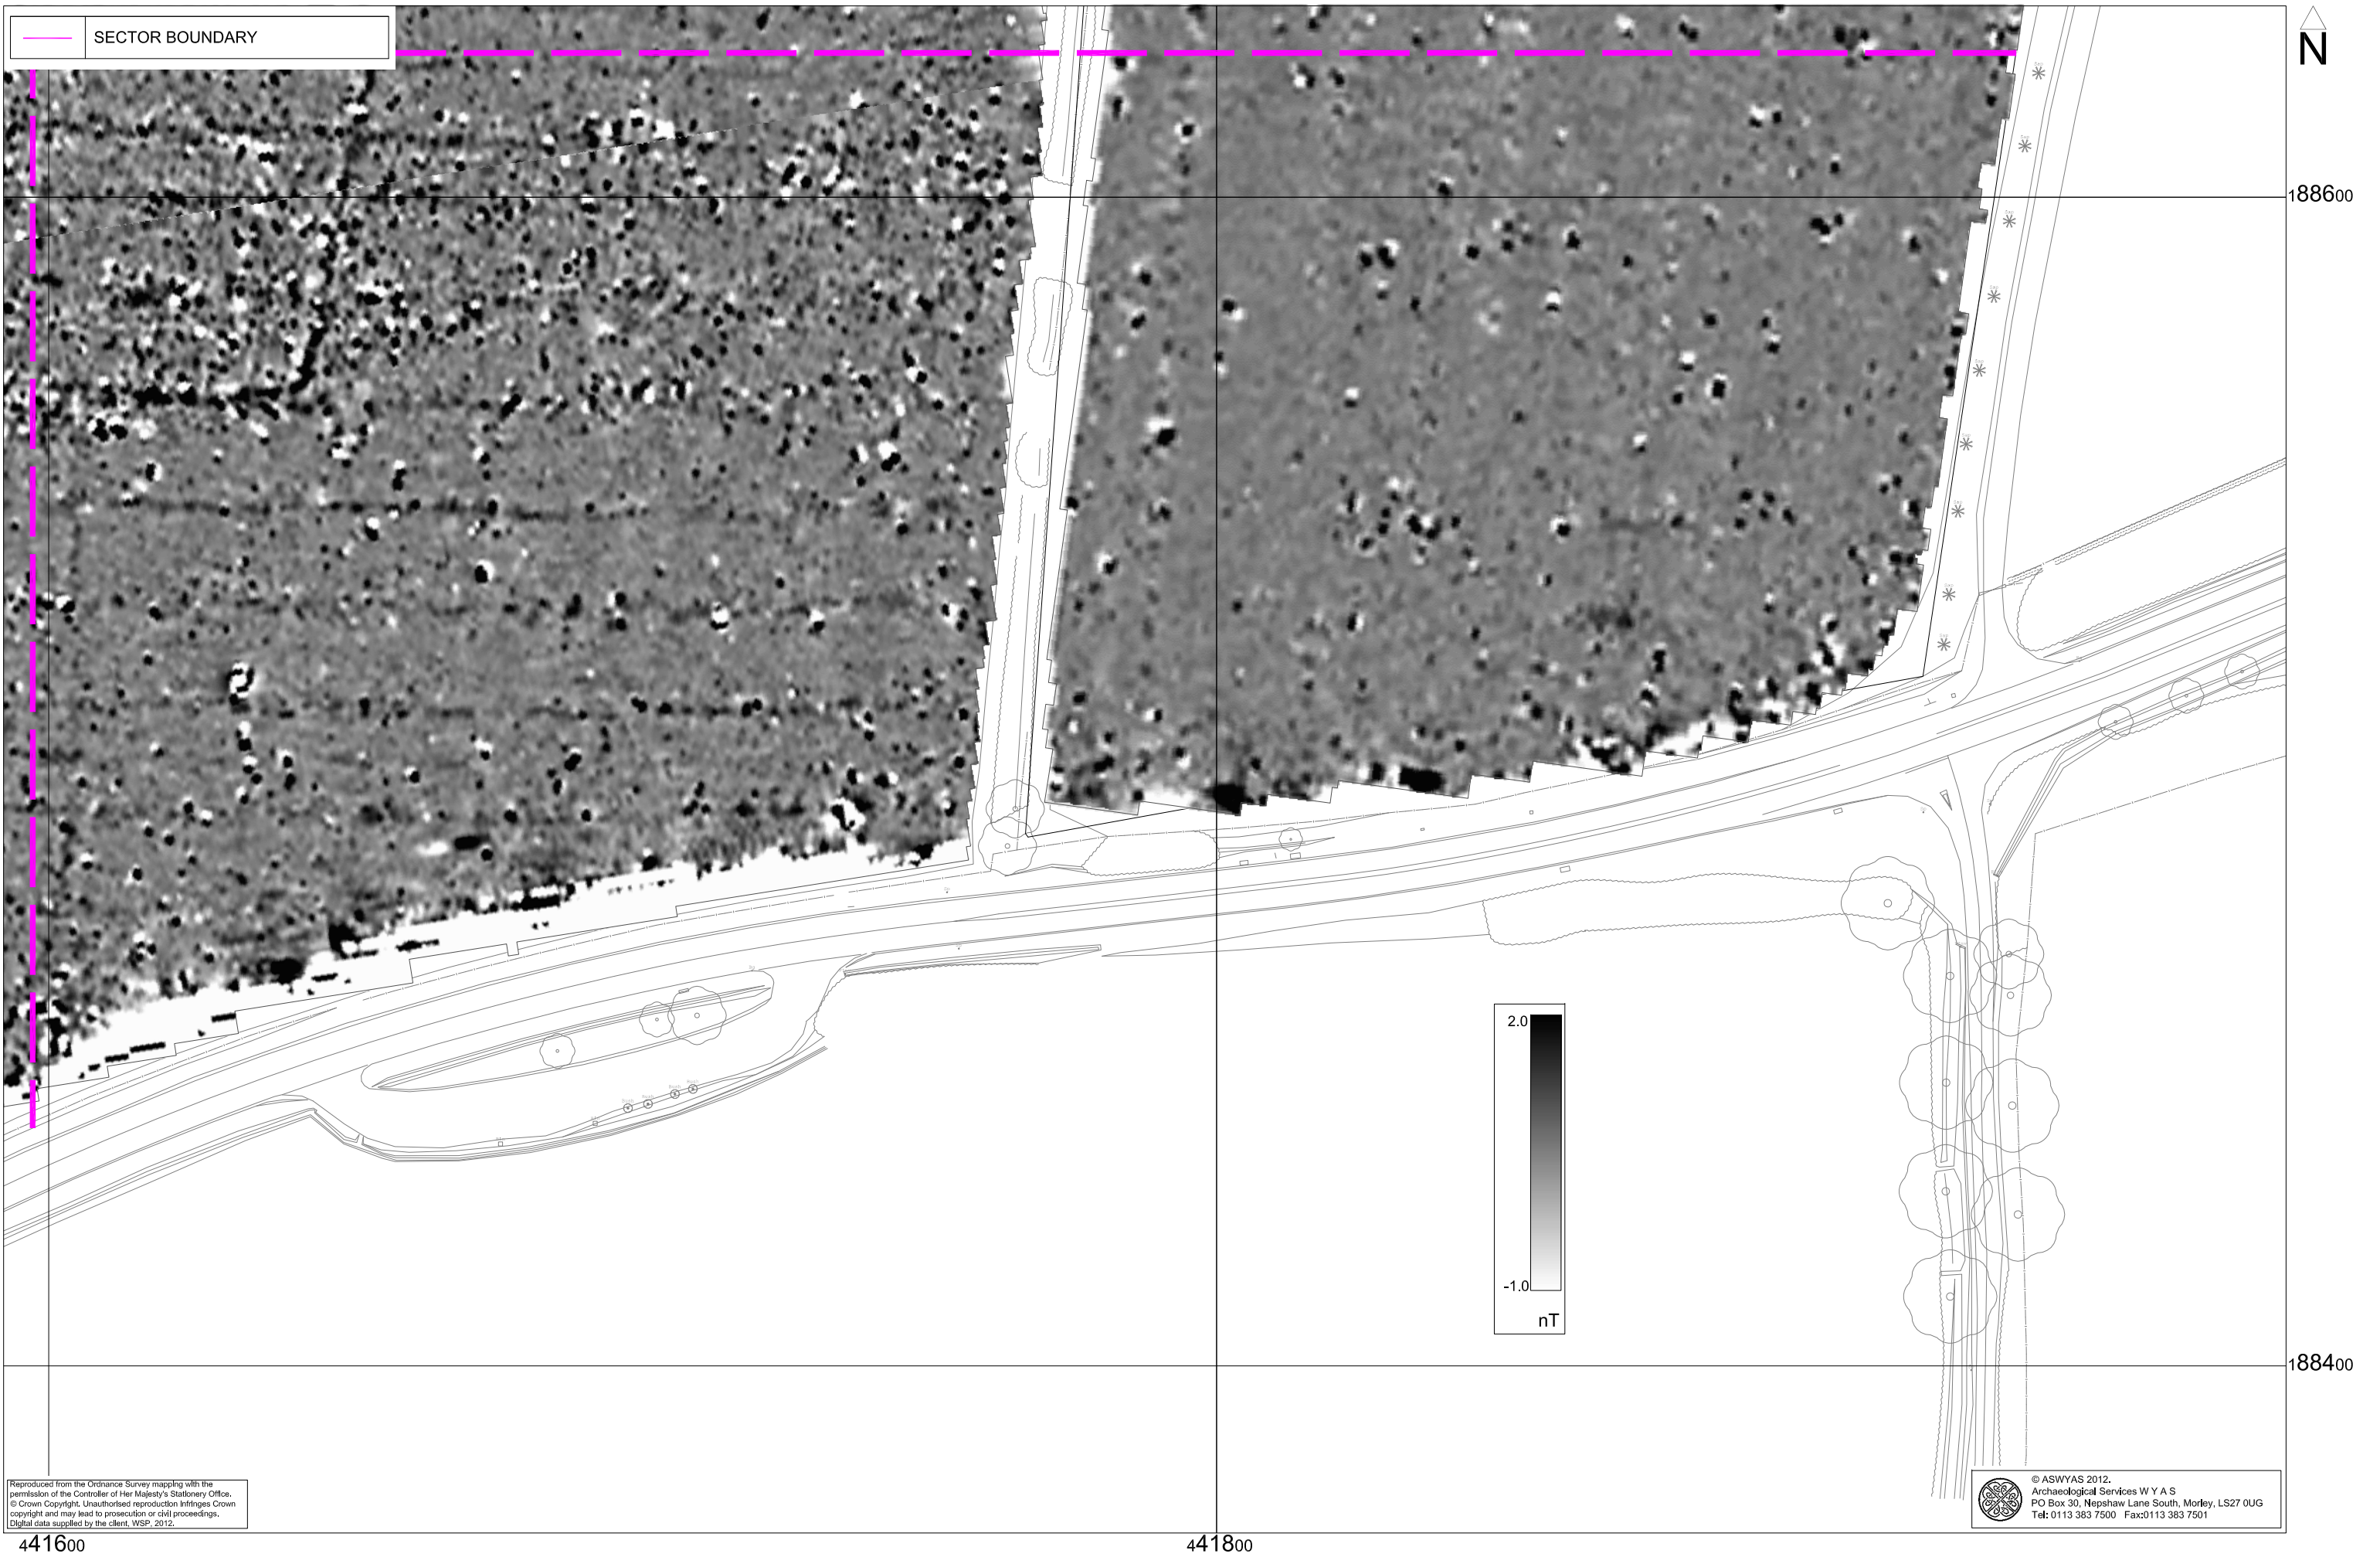 SECTOR BOUNDARY
N
188600
2.0
-1.0
nT
188400
Reproduced from the Ordnance Survey mapping with the
permission of the Controller of Her Majesty's Stationery Office.
© Crown Copyright. Unauthorised reproduction infringes Crown
copyright and may lead to prosecution or civil proceedings.
Digital data supplied by the client, WSP, 2012.
© ASWYAS 2012.
Archaeological Services W Y A S
PO Box 30, Nepshaw Lane South, Morley, LS27 0UG
Tel: 0113 383 7500 Fax:0113 383 7501
441600
441800